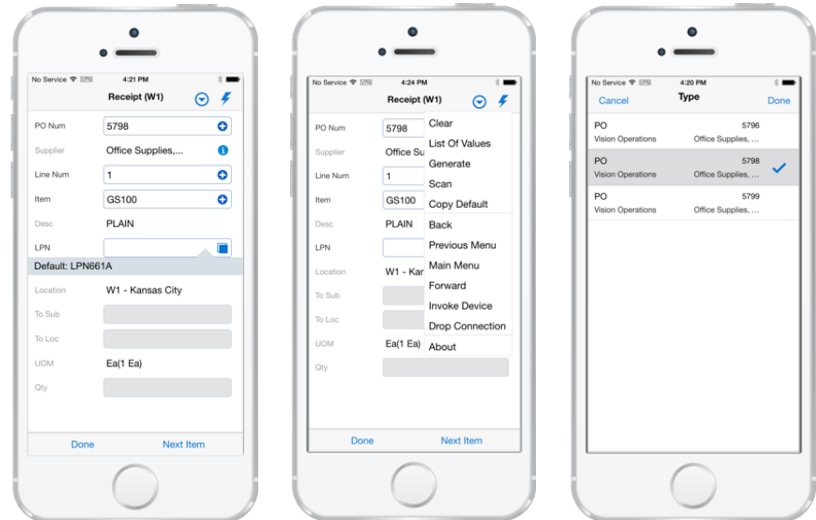 No Service
4:21 PM
Receipt (W1)
PO Num
5798
Supplier
Office Supplies,...
Line Num
1
Item
GS100
Desc
PLAIN
LPN
Default: LPN661A
Location
W1 - Kansas City
To Sub
To Loc
UOM
Ea(1 Ea)
Qty
Done
Next Item
No Service
4:24 PM
Receipt (W1)
PO Num
5798
Supplier
Office Su
Line Num
1
Item
GS100
Desc
PLAIN
LPN
Location
W1 - Kar
To Sub
To Loc
UOM
Ea(1 Ea)
Qty
Clear
List Of Values
Generate
Scan
Copy Default
Back
Previous Menu
Main Menu
Forward
Invoke Device
Drop Connection
About
Done
Next Item
No Service
4:20 PM
Cancel
Type
Done
PO
5796
Vision Operations
Office Supplies, ...
PO
5798
Vision Operations
Office Supplies, ...
PO
5799
Vision Operations
Office Supplies, ...